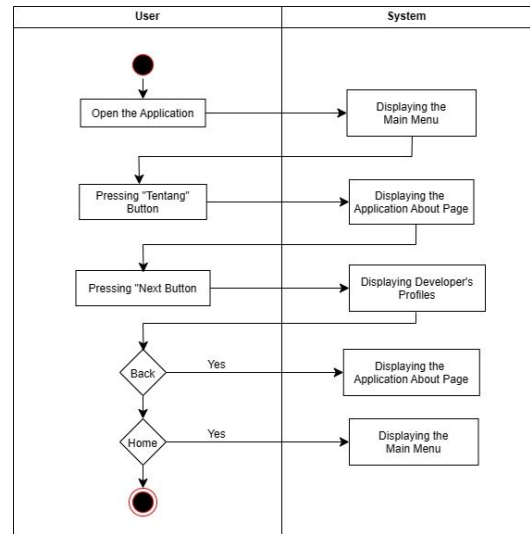 User
System
Open the Application
Displaying the
Main Menu
Pressing "Tentang"
Button
Displaying the
Application About Page
Pressing "Next Button
Displaying Developer's
Profiles
Back
Yes
Displaying the
Application About Page
Home
Yes
Displaying the
Main Menu